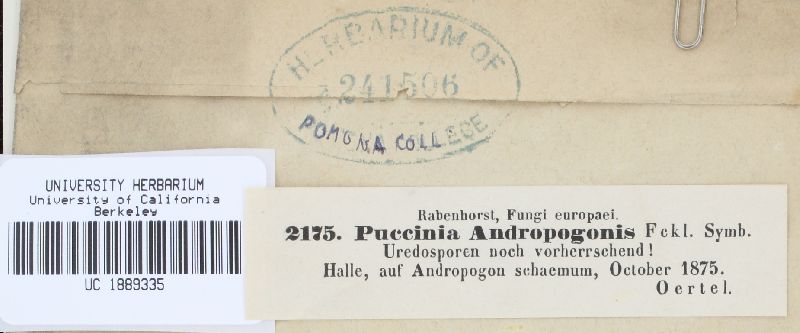 HERBARIUM OF
241506
POMONA COLLEGE
UNIVERSITY HERBARIUM
University of California
Berkeley
UC 1889335
Rabenhorst, Fungi europaei.
2175. Puccinia Andropogonis Fckl. Symb.
Uredosporen noch vorherrschend!
Halle, auf Andropogon schaemum, October 1875.
Oertel.